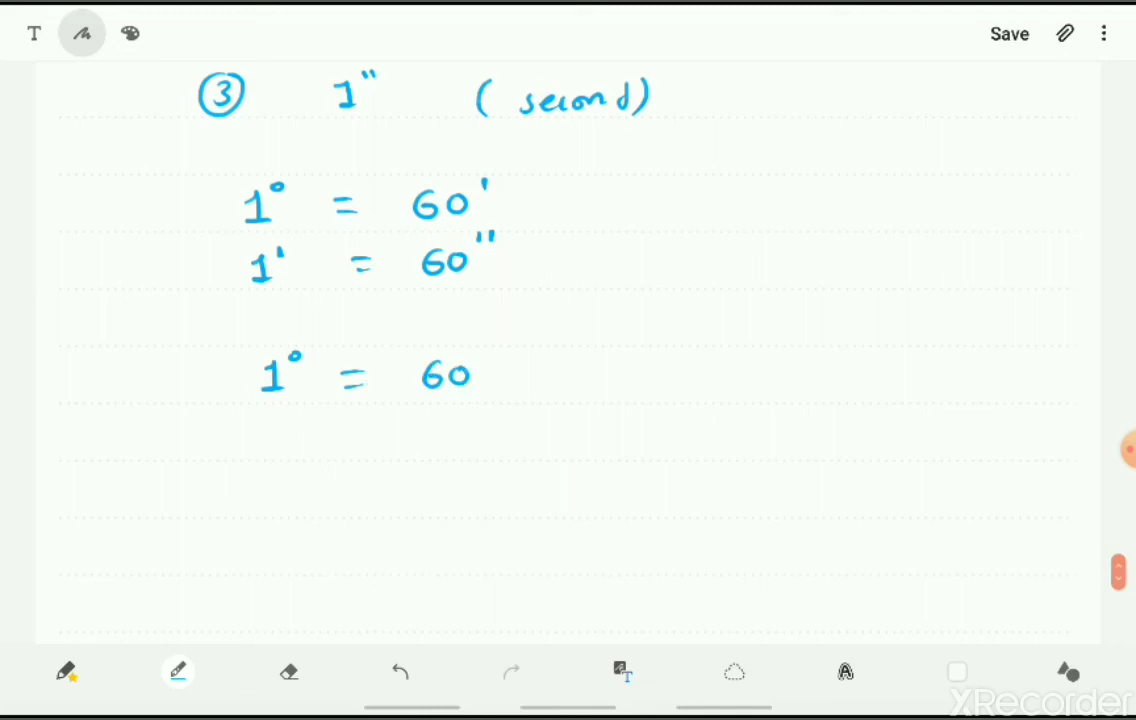 T Save
③ 1" (second)
1° = 60'
1' = 60"
1° = 60
T A
XRecorder